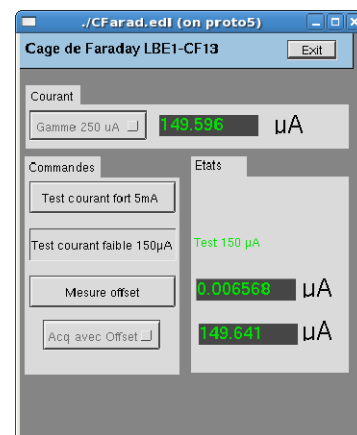 ./CFarad.edl (on proto5)
Cage de Faraday LBE1-CF13
Exit
Courant
Gamme 250 uA
149.596
µA
Commandes
Etats
Test courant fort 5mA
Test courant faible 150µA
Test 150 µA
Mesure offset
0.006568
µA
Acq avec Offset
149.641
µA